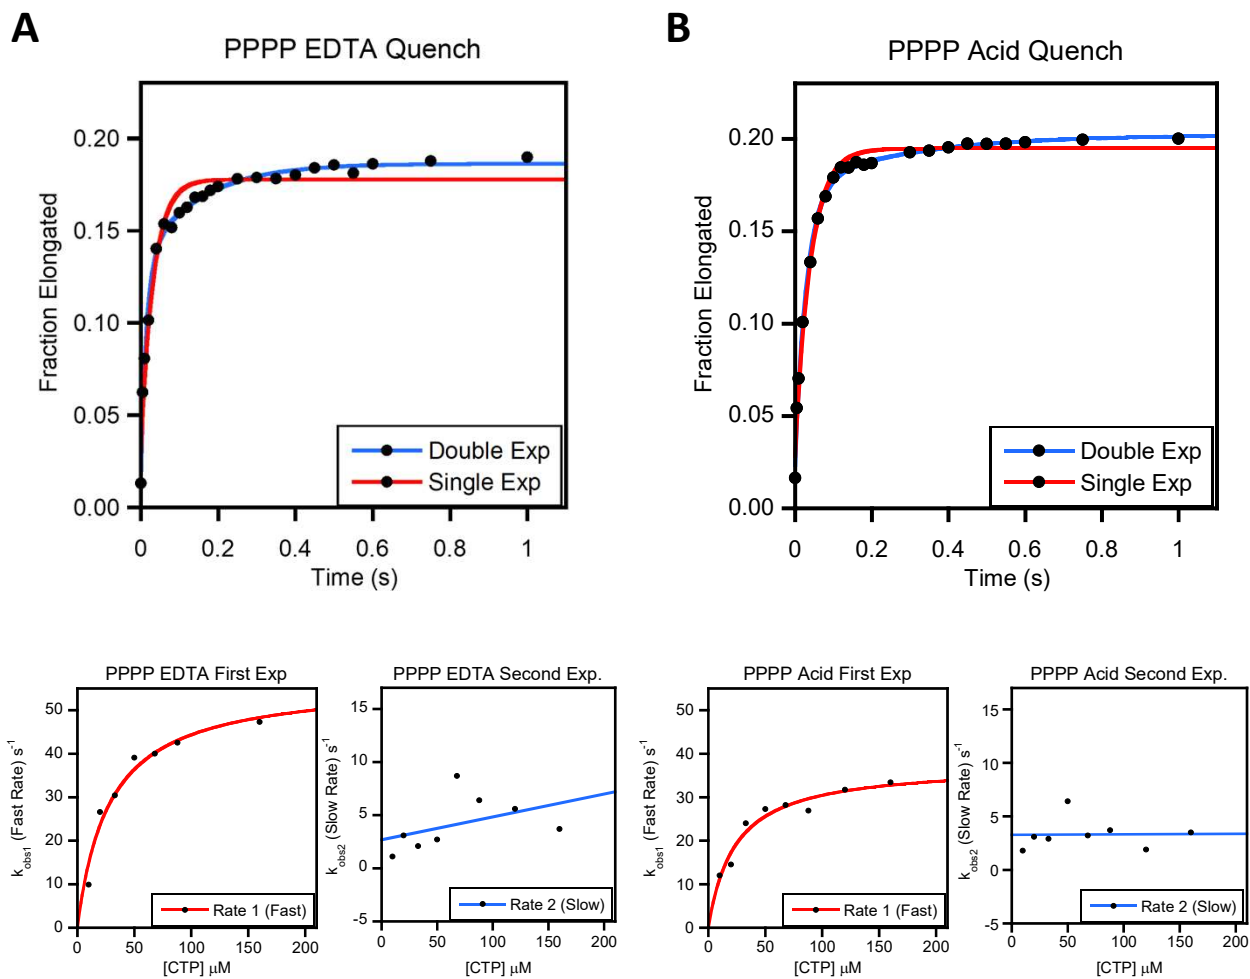 A
PPPP EDTA Quench
Fraction Elongated
0.20
0.15
0.10
0.05
0.00
Double Exp
Single Exp
0 0.2 0.4 0.6 0.8 1
Time (s)
B
PPPP Acid Quench
Fraction Elongated
0.20
0.15
0.10
0.05
0.00
Double Exp
Single Exp
0 0.2 0.4 0.6 0.8 1
Time (s)
PPPP EDTA First Exp
kobs1 (Fast Rate) s-1
50
40
30
20
10
0
Rate 1 (Fast)
0 50 100 150 200
[CTP] μM
PPPP EDTA Second Exp.
kobs2 (Slow Rate) s-1
15
10
5
0
-5
Rate 2 (Slow)
0 50 100 150 200
[CTP] μM
PPPP Acid First Exp
kobs1 (Fast Rate) s-1
50
40
30
20
10
0
Rate 1 (Fast)
0 50 100 150 200
[CTP] μM
PPPP Acid Second Exp.
kobs2 (Slow Rate) s-1
15
10
5
0
-5
Rate 2 (Slow)
0 50 100 150 200
[CTP] μM